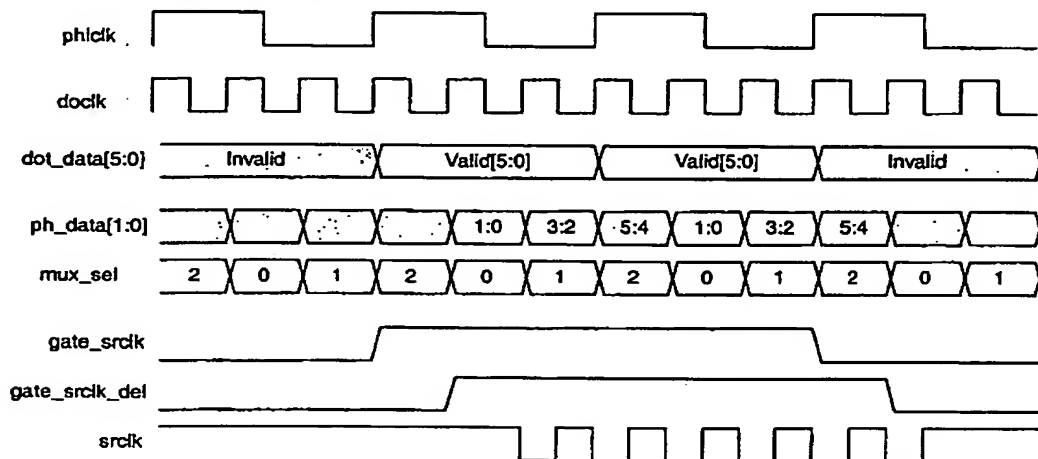 phlclk
doclk
dot_data[5:0] Invalid Valid[5:0] Valid[5:0] Invalid
ph_data[1:0] 1:0 3:2 5:4 1:0 3:2 5:4
mux_sel 2 0 1 2 0 1 2 0 1 2 0 1
gate_srclk
gate_srclk_del
srclk